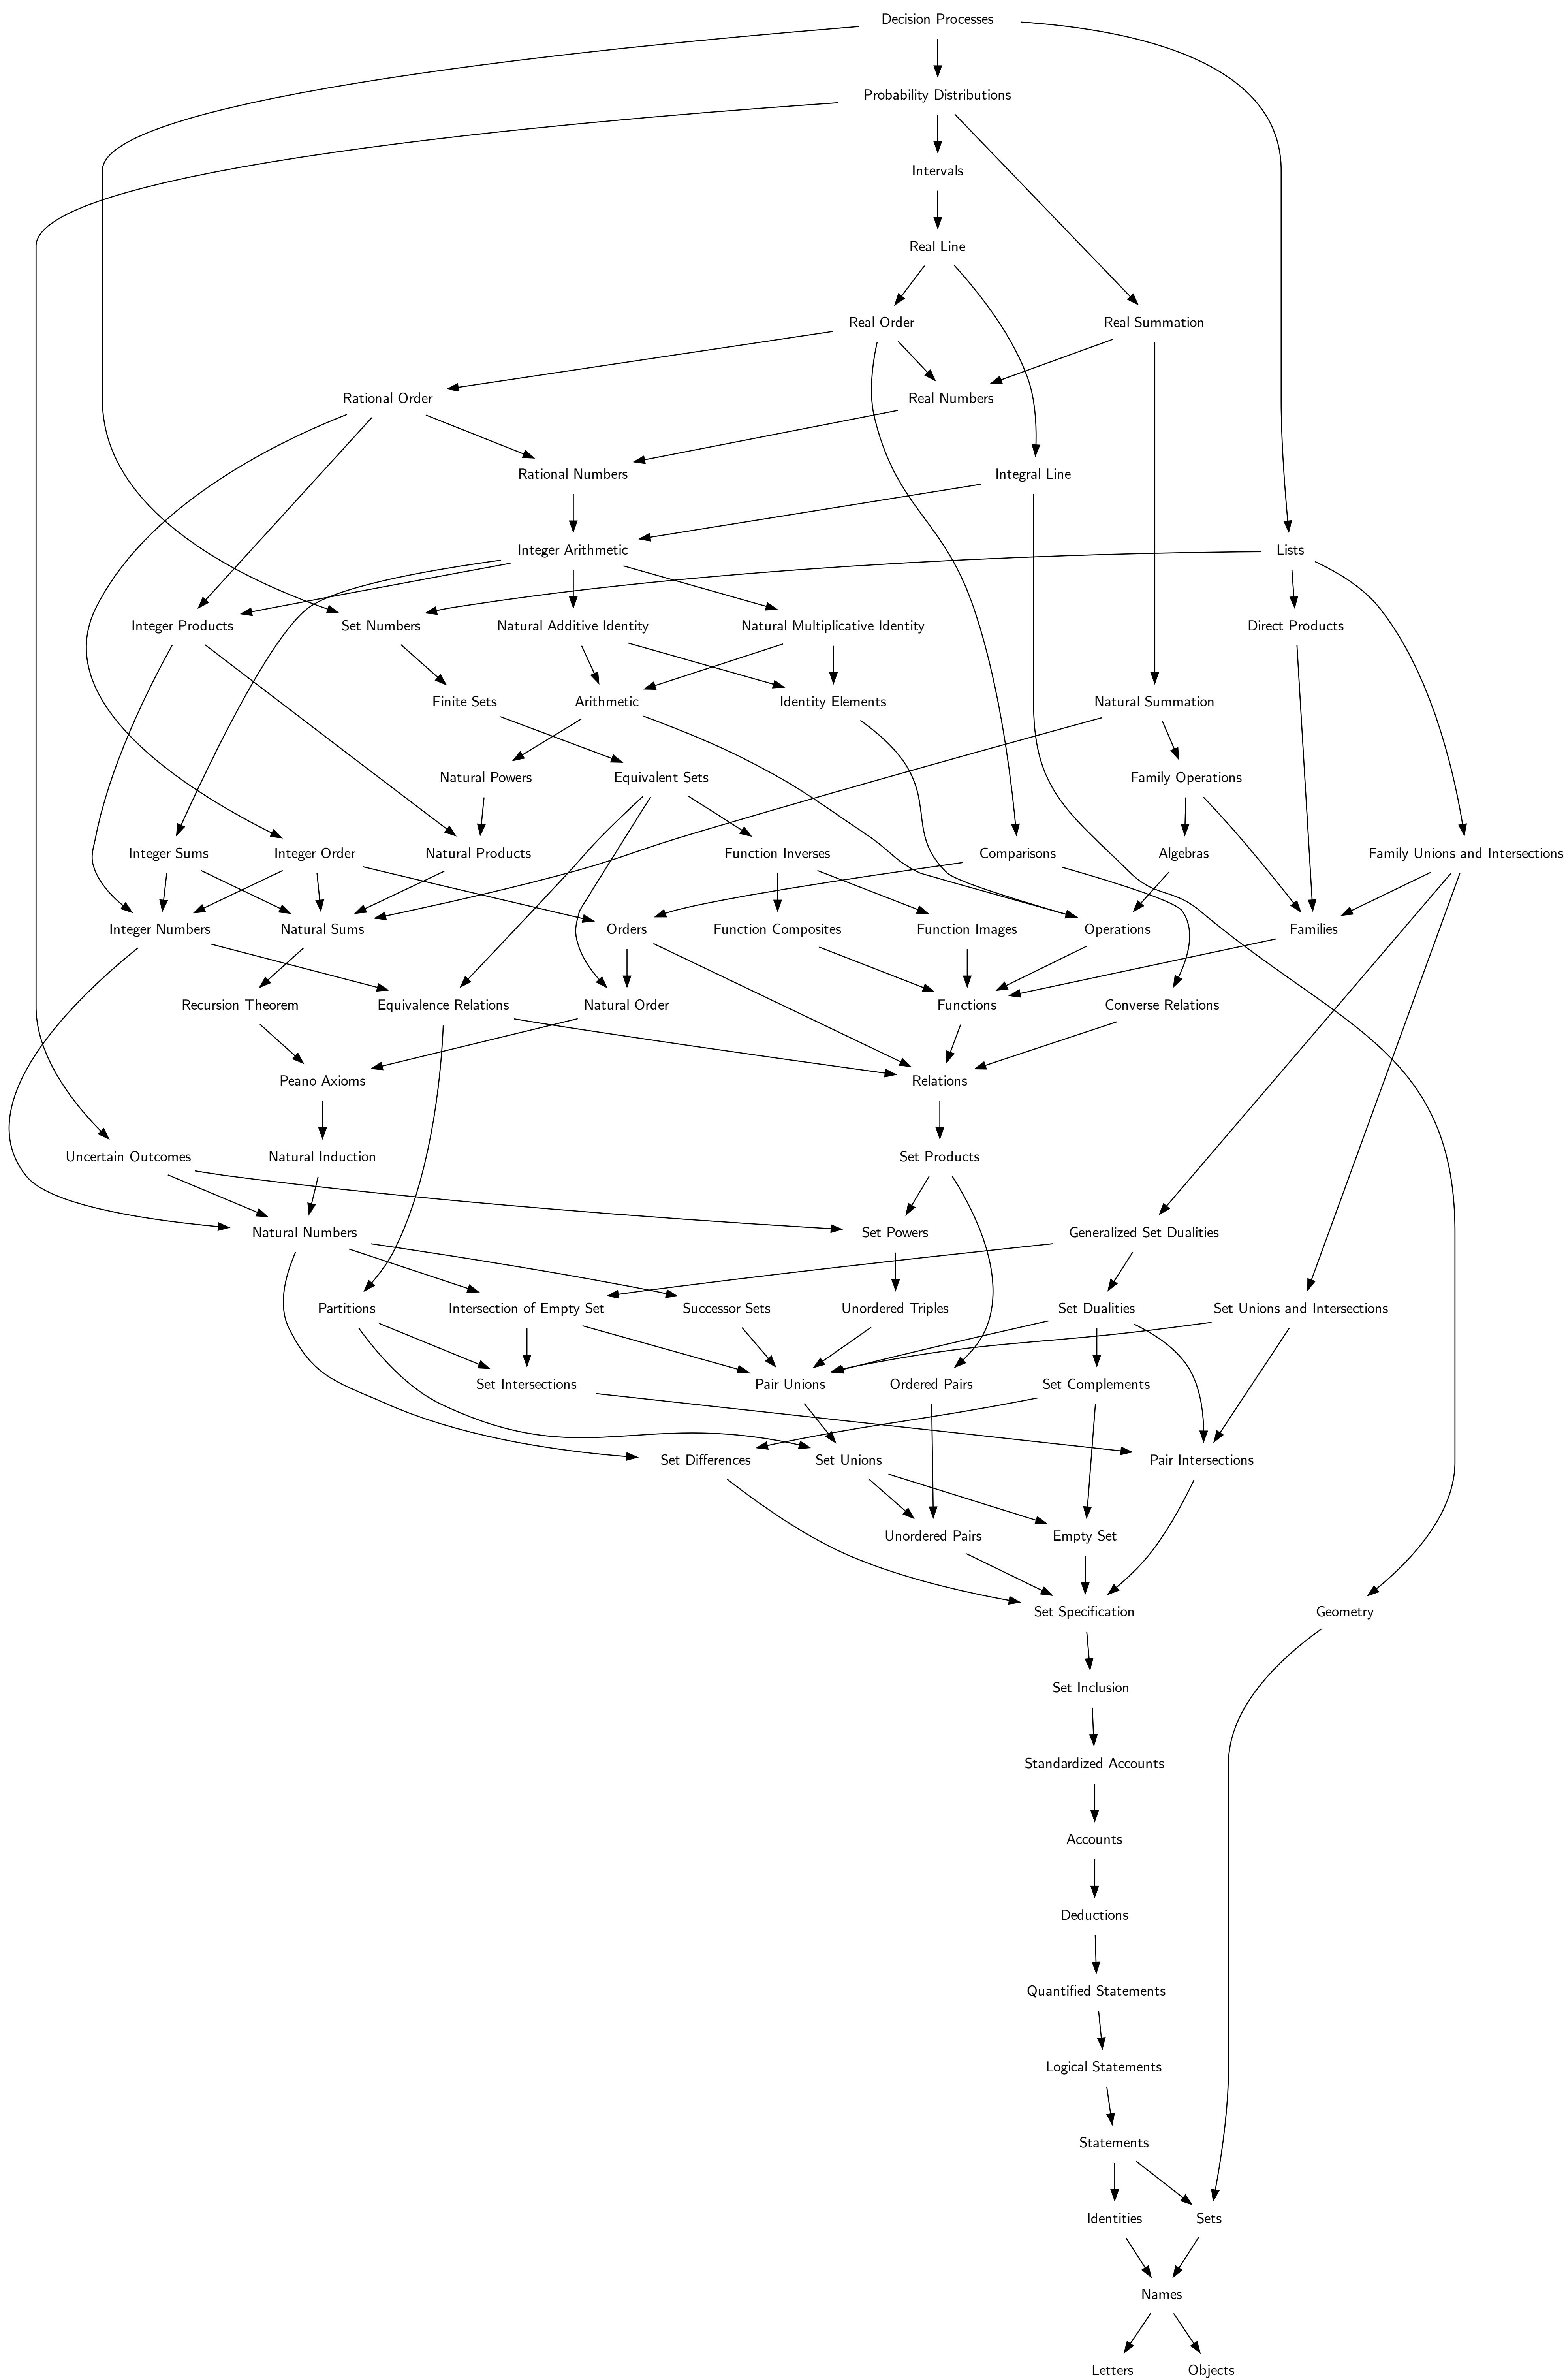 Decision Processes
Probability Distributions
Intervals
Real Line
Real Order
Real Summation
Rational Order
Real Numbers
Rational Numbers
Integral Line
Integer Arithmetic
Lists
Integer Products
Set Numbers
Natural Additive Identity
Natural Multiplicative Identity
Direct Products
Finite Sets
Arithmetic
Identity Elements
Natural Summation
Natural Powers
Equivalent Sets
Family Operations
Integer Sums
Integer Order
Natural Products
Function Inverses
Comparisons
Algebras
Family Unions and Intersections
Integer Numbers
Natural Sums
Orders
Function Composites
Function Images
Operations
Families
Recursion Theorem
Equivalence Relations
Natural Order
Functions
Converse Relations
Peano Axioms
Relations
Uncertain Outcomes
Natural Induction
Set Products
Natural Numbers
Set Powers
Generalized Set Dualities
Partitions
Intersection of Empty Set
Successor Sets
Unordered Triples
Set Dualities
Set Unions and Intersections
Set Intersections
Pair Unions
Ordered Pairs
Set Complements
Set Differences
Set Unions
Pair Intersections
Unordered Pairs
Empty Set
Set Specification
Geometry
Set Inclusion
Standardized Accounts
Accounts
Deductions
Quantified Statements
Logical Statements
Statements
Identities
Sets
Names
Letters
Objects